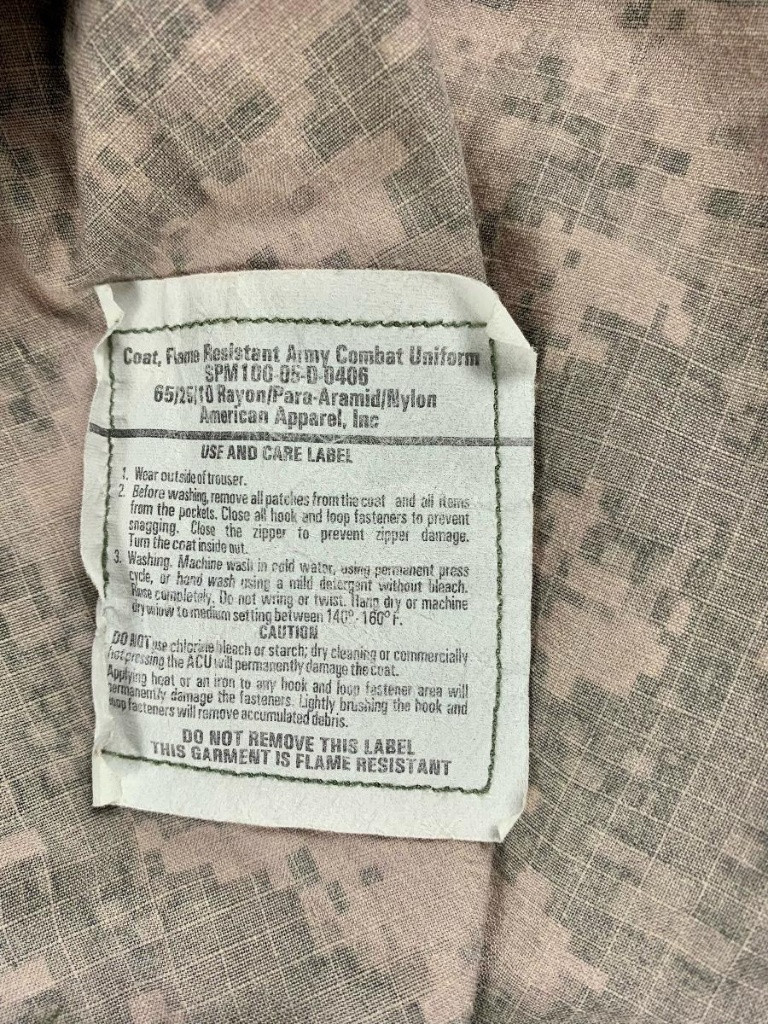 Coat, Flame Resistant Army Combat Uniform
SPM100-05-D-0406
65/25/10 Rayon/Para-Aramid/Nylon
American Apparel, Inc
USE AND CARE LABEL
1. Wear outside of trouser.
2. Before washing, remove all patches from the coat and all items
from the pockets. Close all hook and loop fasteners to prevent
snagging. Close the zipper to prevent zipper damage.
Turn the coat inside out.
3. Washing. Machine wash in cold water, using permanent press
cycle, or hand wash using a mild detergent without bleach.
Rinse completely. Do not wring or twist. Hang dry or machine
dry in low to medium setting between 140°-160°F.
CAUTION
DO NOT use chlorine bleach or starch; dry cleaning or commercially
hot pressing the ACU will permanently damage the coat.
Applying heat or an iron to any hook and loop fastener area will
permanently damage the fasteners. Lightly brushing the hook and
loop fasteners will remove accumulated debris.
DO NOT REMOVE THIS LABEL
THIS GARMENT IS FLAME RESISTANT